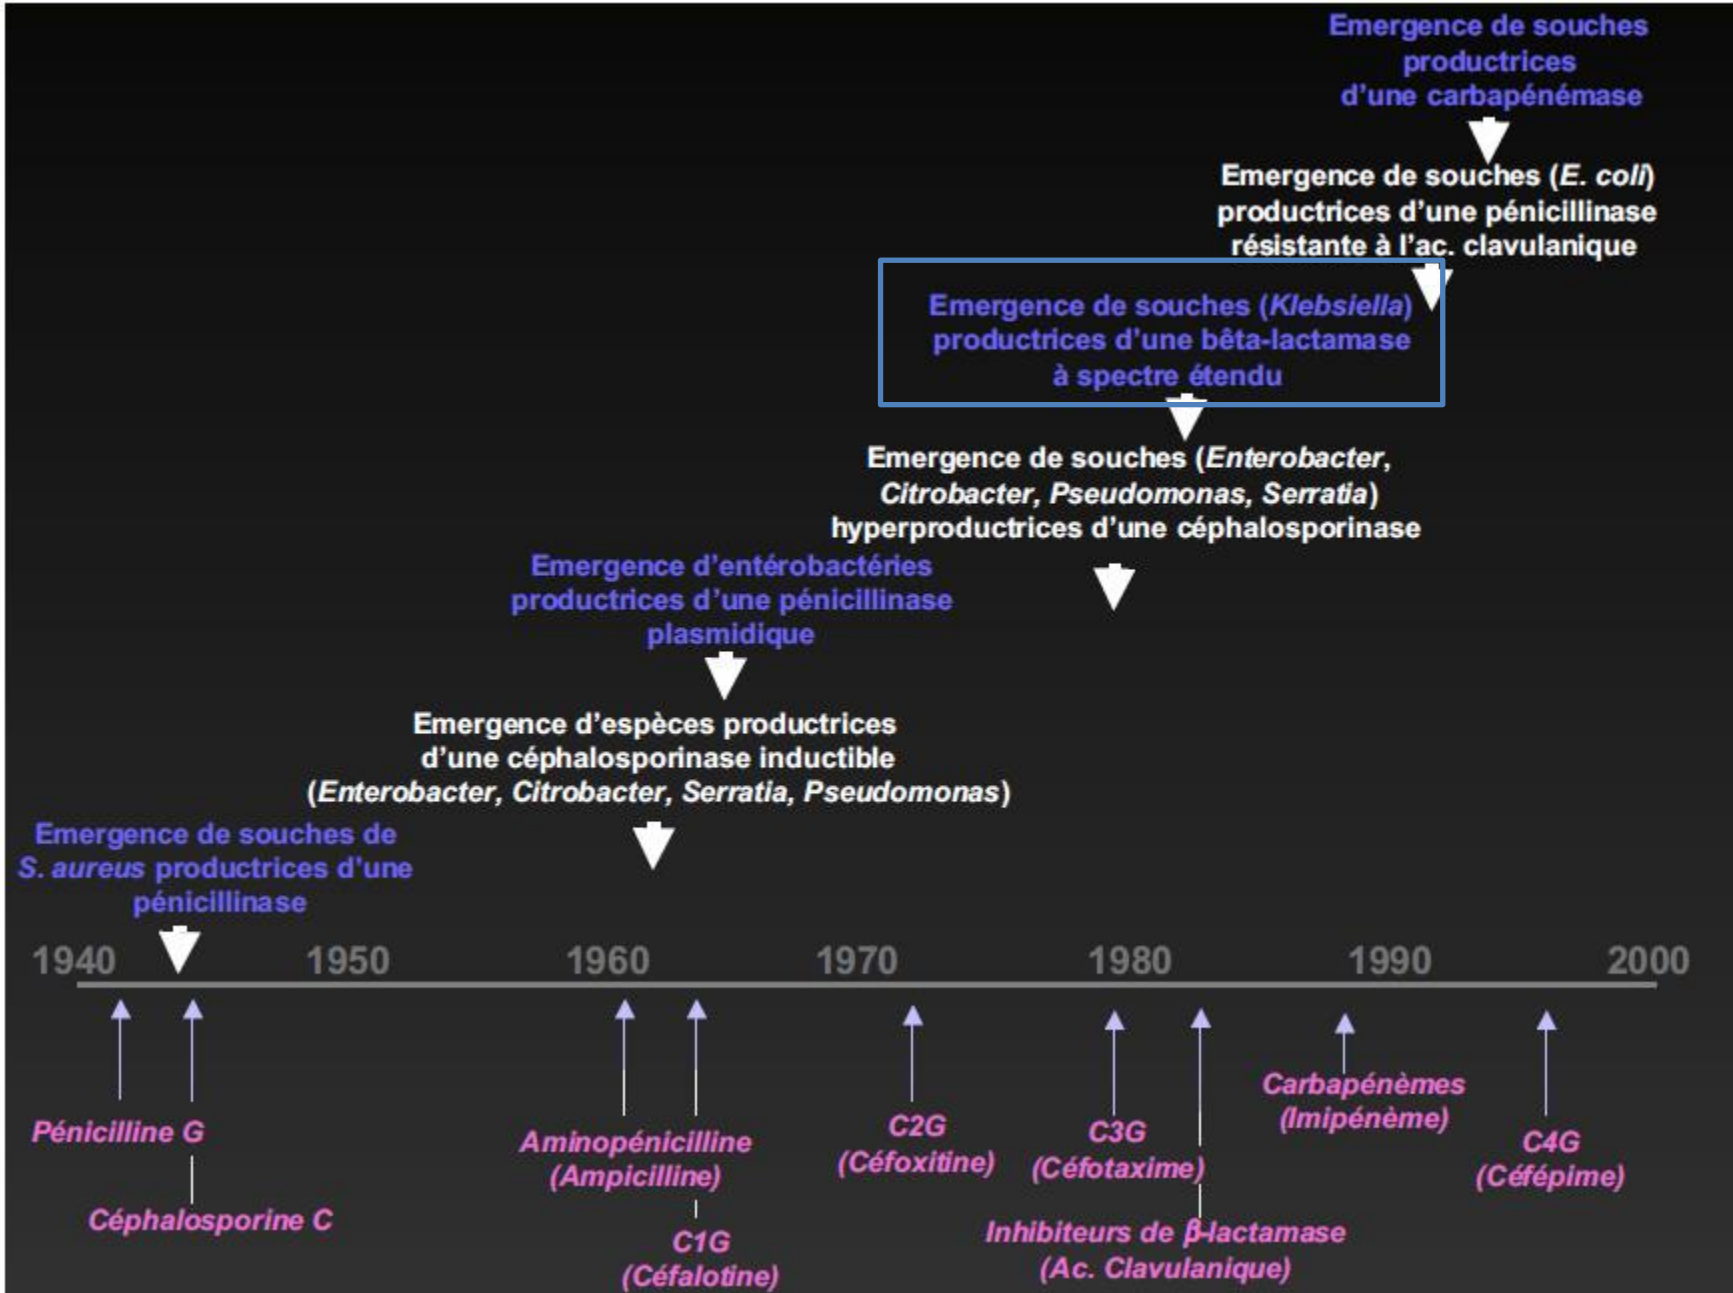 Emergence de souches
productrices
d'une carbapénémase
Emergence de souches (E. coli)
productrices d'une pénicillinase
résistante à l'ac. clavulanique
Emergence de souches (Klebsiella)
productrices d'une bêta-lactamase
à spectre étendu
Emergence de souches (Enterobacter,
Citrobacter, Pseudomonas, Serratia)
hyperproductrices d'une céphalosporinase
Emergence d'entérobactéries
productrices d'une pénicillinase
plasmidique
Emergence d'espèces productrices
d'une céphalosporinase inductible
(Enterobacter, Citrobacter, Serratia, Pseudomonas)
Emergence de souches de
S. aureus productrices d'une
pénicillinase
1940 1950 1960 1970 1980 1990 2000
Pénicilline G
Céphalosporine C
Aminopénicilline
(Ampicilline)
C1G
(Céfalotine)
C2G
(Céfoxitine)
C3G
(Céfotaxime)
Inhibiteurs de β-lactamase
(Ac. Clavulanique)
Carbapénèmes
(Imipénème)
C4G
(Céfépime)